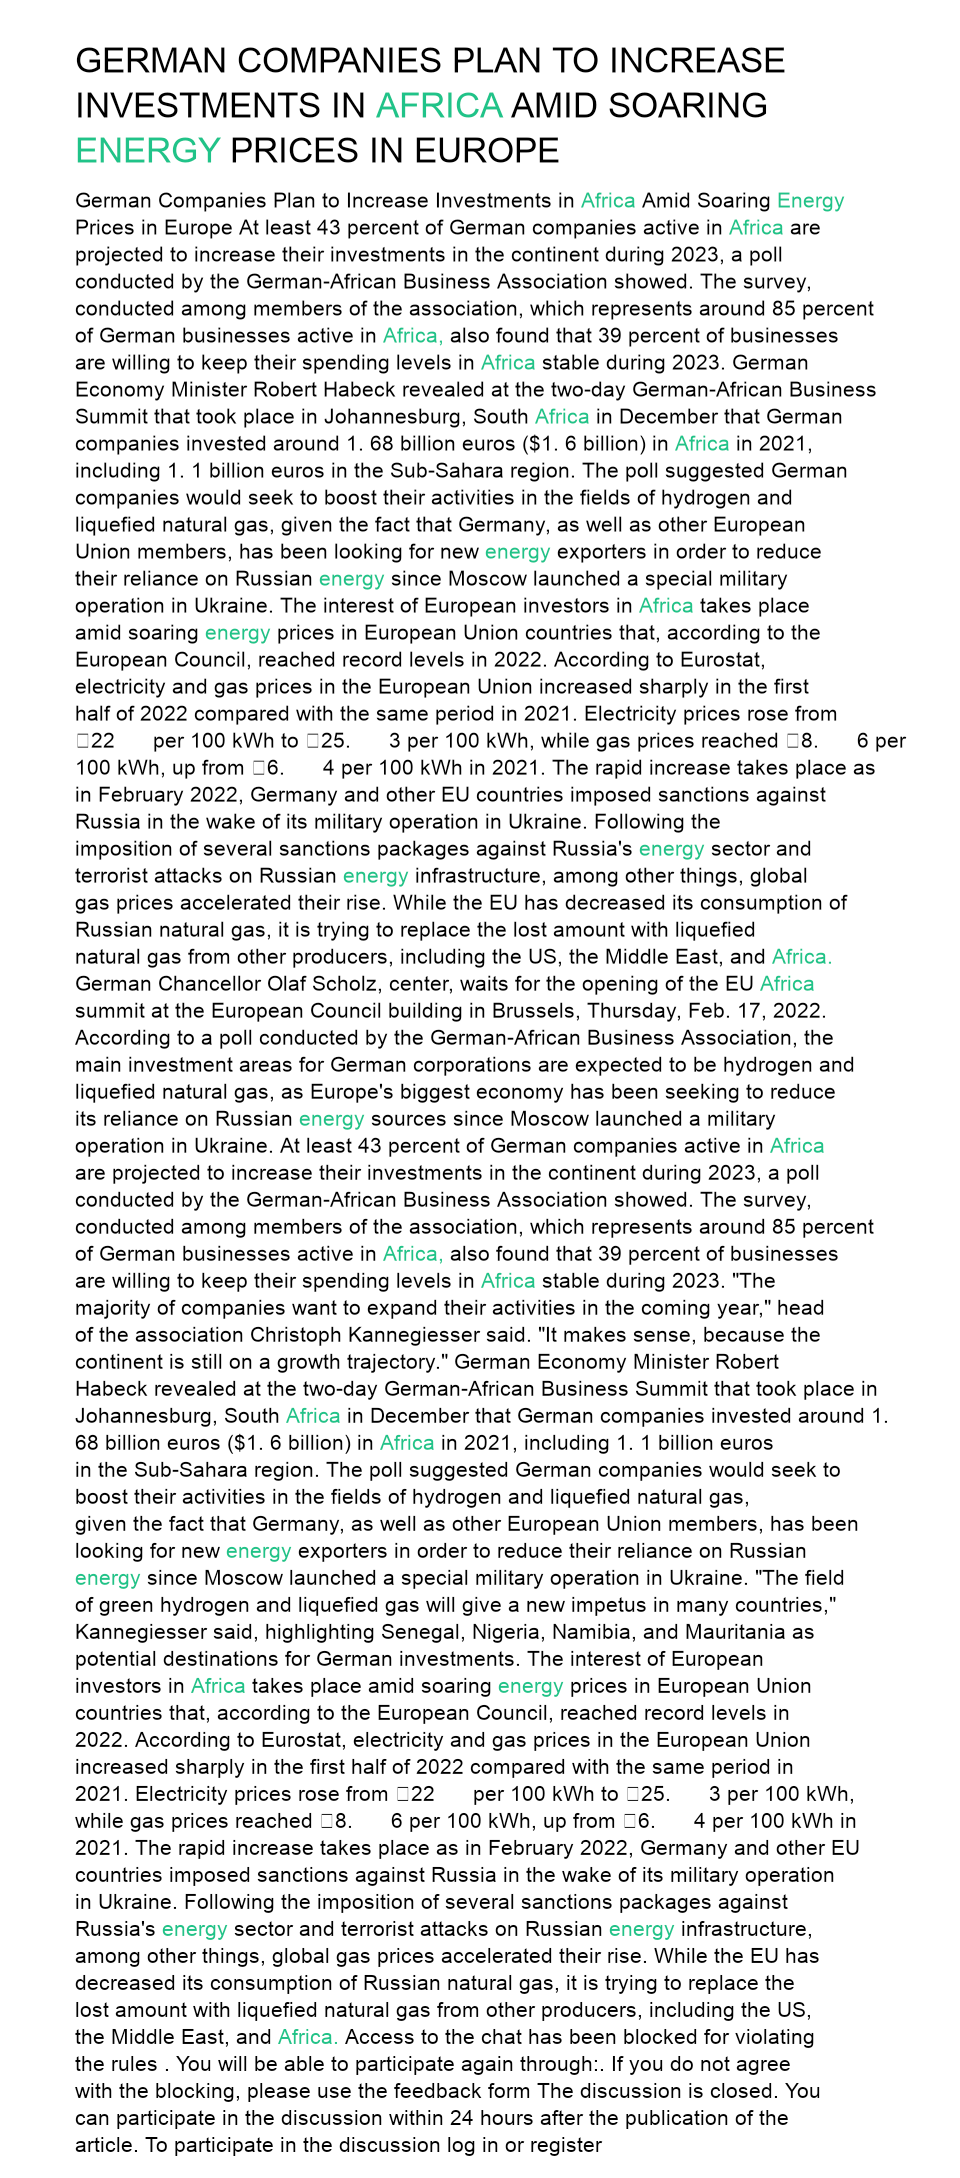 GERMAN COMPANIES PLAN TO INCREASE
INVESTMENTS IN AFRICA AMID SOARING
ENERGY PRICES IN EUROPE
German Companies Plan to Increase Investments in Africa Amid Soaring Energy
Prices in Europe At least 43 percent of German companies active in Africa are
projected to increase their investments in the continent during 2023, a poll
conducted by the German-African Business Association showed. The survey,
conducted among members of the association, which represents around 85 percent
of German businesses active in Africa, also found that 39 percent of businesses
are willing to keep their spending levels in Africa stable during 2023. German
Economy Minister Robert Habeck revealed at the two-day German-African Business
Summit that took place in Johannesburg, South Africa in December that German
companies invested around 1. 68 billion euros ($1. 6 billion) in Africa in 2021,
including 1. 1 billion euros in the Sub-Sahara region. The poll suggested German
companies would seek to boost their activities in the fields of hydrogen and
liquefied natural gas, given the fact that Germany, as well as other European
Union members, has been looking for new energy exporters in order to reduce
their reliance on Russian energy since Moscow launched a special military
operation in Ukraine. The interest of European investors in Africa takes place
amid soaring energy prices in European Union countries that, according to the
European Council, reached record levels in 2022. According to Eurostat,
electricity and gas prices in the European Union increased sharply in the first
half of 2022 compared with the same period in 2021. Electricity prices rose from
□22 per 100 kWh to □25. 3 per 100 kWh, while gas prices reached □8. 6 per
100 kWh, up from □6. 4 per 100 kWh in 2021. The rapid increase takes place as
in February 2022, Germany and other EU countries imposed sanctions against
Russia in the wake of its military operation in Ukraine. Following the
imposition of several sanctions packages against Russia's energy sector and
terrorist attacks on Russian energy infrastructure, among other things, global
gas prices accelerated their rise. While the EU has decreased its consumption of
Russian natural gas, it is trying to replace the lost amount with liquefied
natural gas from other producers, including the US, the Middle East, and Africa.
German Chancellor Olaf Scholz, center, waits for the opening of the EU Africa
summit at the European Council building in Brussels, Thursday, Feb. 17, 2022.
According to a poll conducted by the German-African Business Association, the
main investment areas for German corporations are expected to be hydrogen and
liquefied natural gas, as Europe's biggest economy has been seeking to reduce
its reliance on Russian energy sources since Moscow launched a military
operation in Ukraine. At least 43 percent of German companies active in Africa
are projected to increase their investments in the continent during 2023, a poll
conducted by the German-African Business Association showed. The survey,
conducted among members of the association, which represents around 85 percent
of German businesses active in Africa, also found that 39 percent of businesses
are willing to keep their spending levels in Africa stable during 2023. "The
majority of companies want to expand their activities in the coming year," head
of the association Christoph Kannegiesser said. "It makes sense, because the
continent is still on a growth trajectory." German Economy Minister Robert
Habeck revealed at the two-day German-African Business Summit that took place in
Johannesburg, South Africa in December that German companies invested around 1.
68 billion euros ($1. 6 billion) in Africa in 2021, including 1. 1 billion euros
in the Sub-Sahara region. The poll suggested German companies would seek to
boost their activities in the fields of hydrogen and liquefied natural gas,
given the fact that Germany, as well as other European Union members, has been
looking for new energy exporters in order to reduce their reliance on Russian
energy since Moscow launched a special military operation in Ukraine. "The field
of green hydrogen and liquefied gas will give a new impetus in many countries,"
Kannegiesser said, highlighting Senegal, Nigeria, Namibia, and Mauritania as
potential destinations for German investments. The interest of European
investors in Africa takes place amid soaring energy prices in European Union
countries that, according to the European Council, reached record levels in
2022. According to Eurostat, electricity and gas prices in the European Union
increased sharply in the first half of 2022 compared with the same period in
2021. Electricity prices rose from □22 per 100 kWh to □25. 3 per 100 kWh,
while gas prices reached □8. 6 per 100 kWh, up from □6. 4 per 100 kWh in
2021. The rapid increase takes place as in February 2022, Germany and other EU
countries imposed sanctions against Russia in the wake of its military operation
in Ukraine. Following the imposition of several sanctions packages against
Russia's energy sector and terrorist attacks on Russian energy infrastructure,
among other things, global gas prices accelerated their rise. While the EU has
decreased its consumption of Russian natural gas, it is trying to replace the
lost amount with liquefied natural gas from other producers, including the US,
the Middle East, and Africa. Access to the chat has been blocked for violating
the rules . You will be able to participate again through:. If you do not agree
with the blocking, please use the feedback form The discussion is closed. You
can participate in the discussion within 24 hours after the publication of the
article. To participate in the discussion log in or register